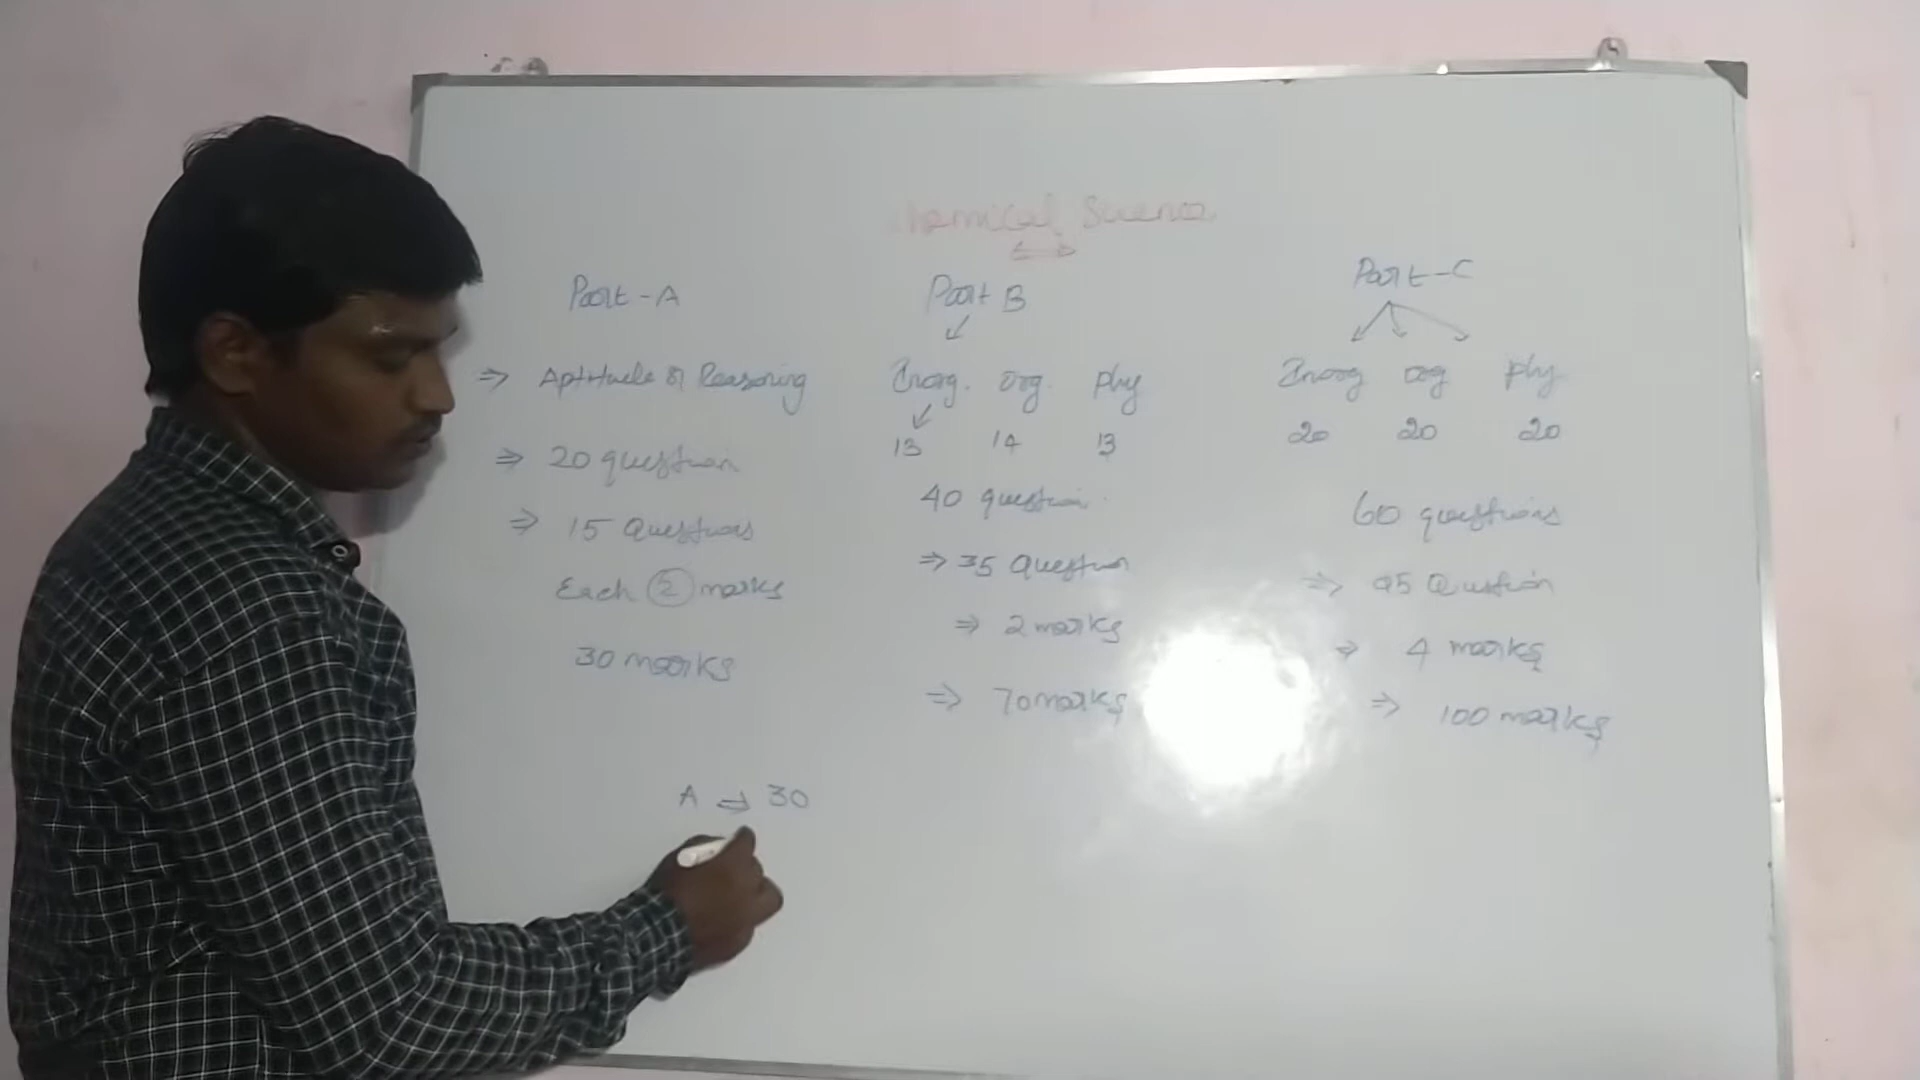 Chemical Science
Part-A
⇒ Aptitude & Reasoning
⇒ 20 question
⇒ 15 Questions
Each 2 marks
30 marks
Part B
Inorg. Org. Phy
13 14 13
40 question
⇒ 35 Question
⇒ 2 marks
⇒ 70 marks
Part-C
Inorg Org Phy
20 20 20
60 questions
⇒ Question
⇒ 4 marks
⇒ 100 marks
A ⇒ 30